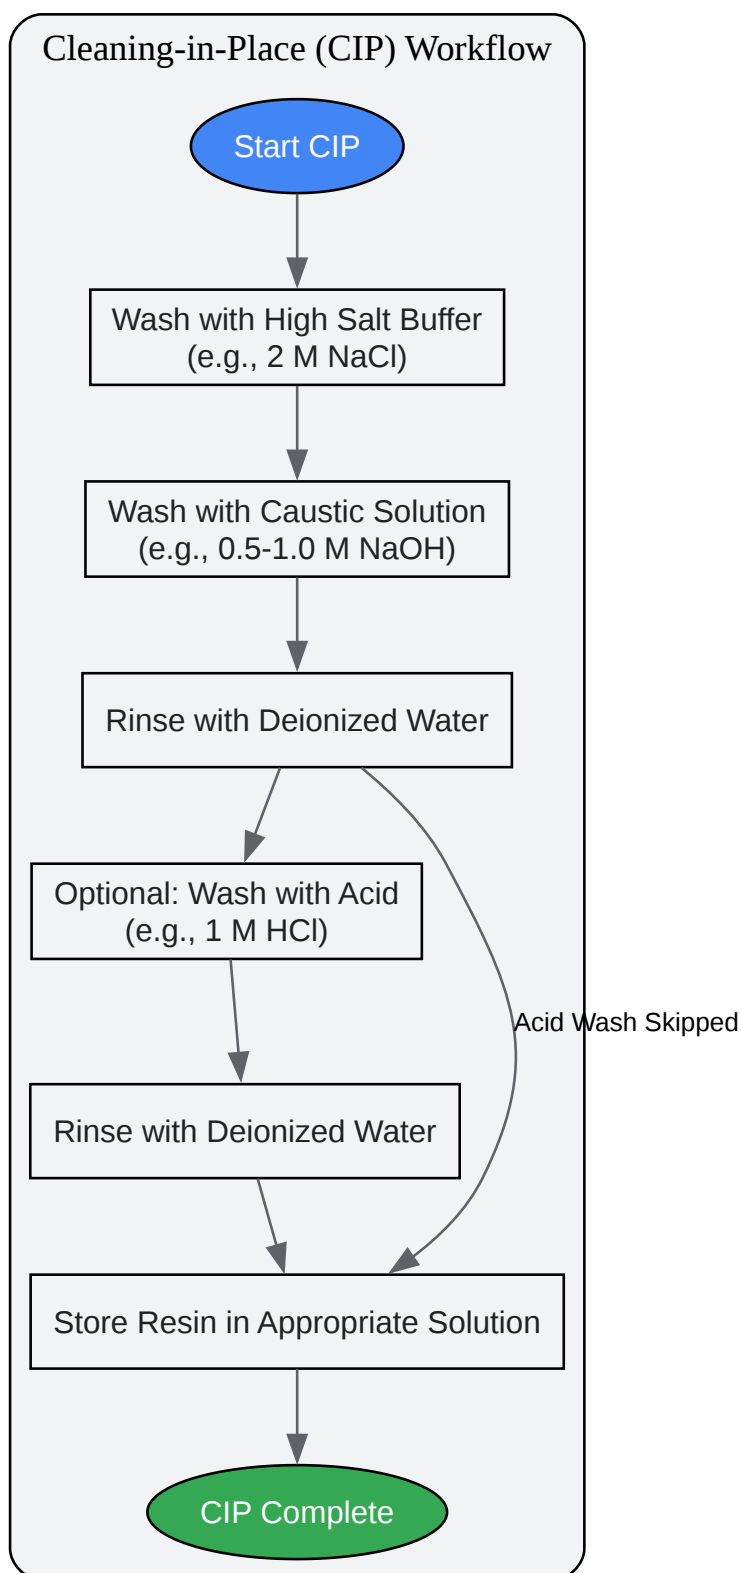 Cleaning-in-Place (CIP) Workflow
Start CIP
Wash with High Salt Buffer
(e.g., 2 M NaCl)
Wash with Caustic Solution
(e.g., 0.5-1.0 M NaOH)
Rinse with Deionized Water
Optional: Wash with Acid
(e.g., 1 M HCl)
Acid Wash Skipped
Rinse with Deionized Water
Store Resin in Appropriate Solution
CIP Complete